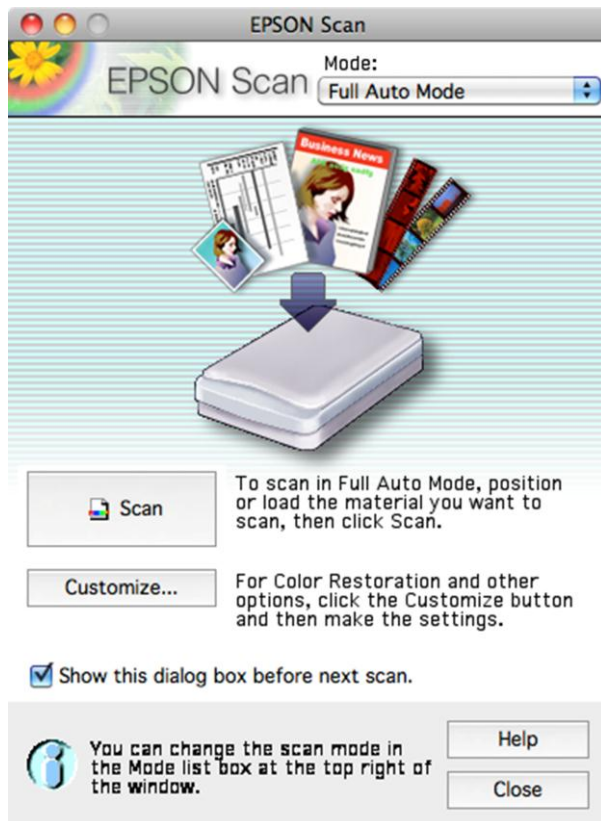 EPSON Scan
EPSON Scan
Mode:
Full Auto Mode
Business News
Scan
To scan in Full Auto Mode, position
or load the material you want to
scan, then click Scan.
Customize...
For Color Restoration and other
options, click the Customize button
and then make the settings.
Show this dialog box before next scan.
You can change the scan mode in
the Mode list box at the top right of
the window.
Help
Close